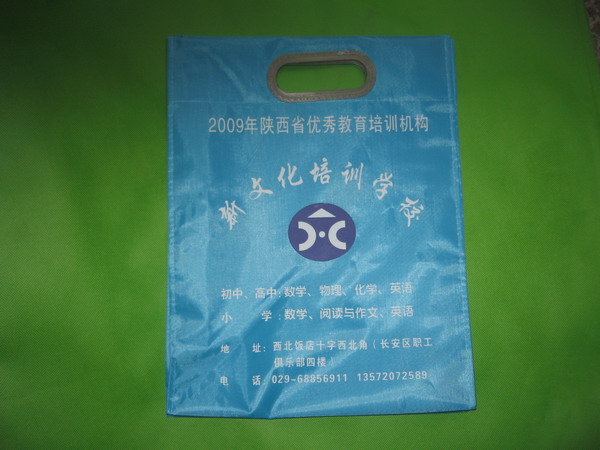 2009年陕西省优秀教育培训机构
文化培训学校
初中、高中:数学、物理、化学、英语
小 学:数学、阅读与作文、英语
地 址:西北饭店十字西北角(长安区职工
俱乐部四楼)
电 话:029-68856911 13572072589